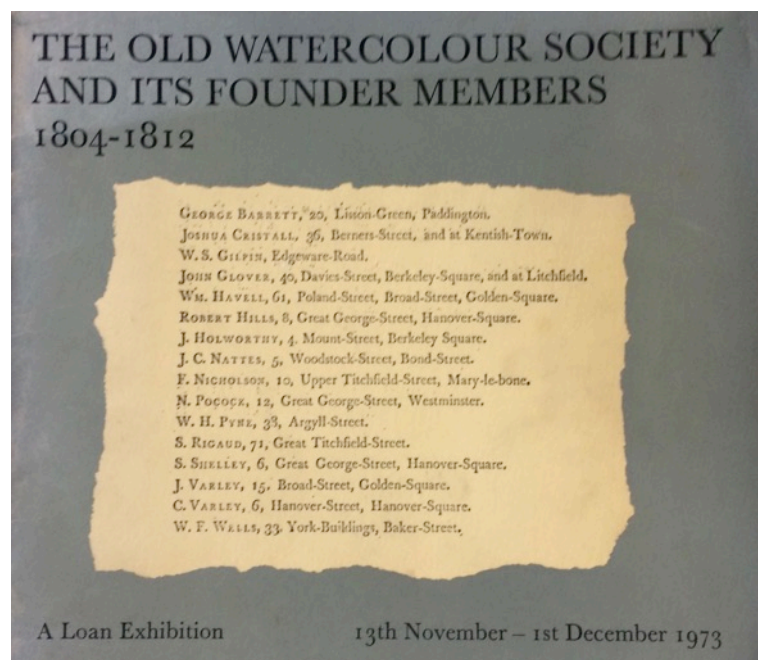 THE OLD WATERCOLOUR SOCIETY
AND ITS FOUNDER MEMBERS
1804-1812
GEORGE BARRETT, 20, Lisson-Green, Paddington.
JOSHUA CRISTALL, 36, Berners-Street, and at Kentish-Town.
W. S. GILPIN, Edgeware-Road.
JOHN GLOVER, 40, Davies-Street, Berkeley-Square, and at Litchfield.
WM. HAVELL, 61, Poland-Street, Broad-Street, Golden-Square.
ROBERT HILLS, 8, Great George-Street, Hanover-Square.
J. HOLWORTHY, 4. Mount-Street, Berkeley Square.
J. C. NATTES, 5, Woodstock-Street, Bond-Street.
F. NICHOLSON, 10, Upper Titchfield-Street, Mary-le-bone.
N. POCOCK, 12, Great George-Street, Westminster.
W. H. PYNE, 38, Argyll-Street.
S. RIGAUD, 71, Great Titchfield-Street.
S. SHELLEY, 6, Great George-Street, Hanover-Square.
J. VARLEY, 15. Broad-Street, Golden-Square.
C. VARLEY, 6, Hanover-Street, Hanover-Square.
W. F. WELLS, 33. York-Buildings, Baker-Street.
A Loan Exhibition 13th November – 1st December 1973